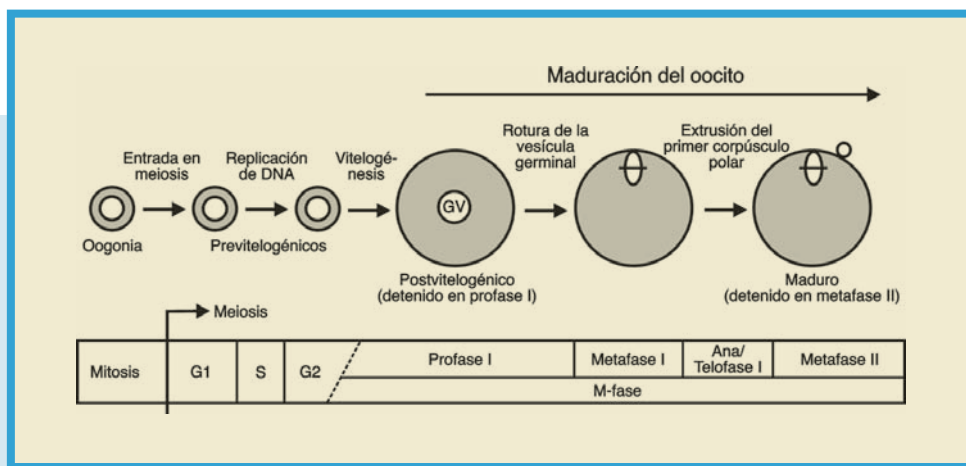 Maduración del oocito
Entrada en
meiosis
Replicación
de DNA
Vitelogé-
nesis
Rotura de la
vesícula
germinal
Extrusión del
primer corpúsculo
polar
GV
Oogonia
Previtelogénicos
Postvitelogénico
(detenido en profase I)
Maduro
(detenido en metafase II)
Meiosis
Mitosis
G1
S
G2
Profase I
Metafase I
Ana/
Telofase I
Metafase II
M-fase